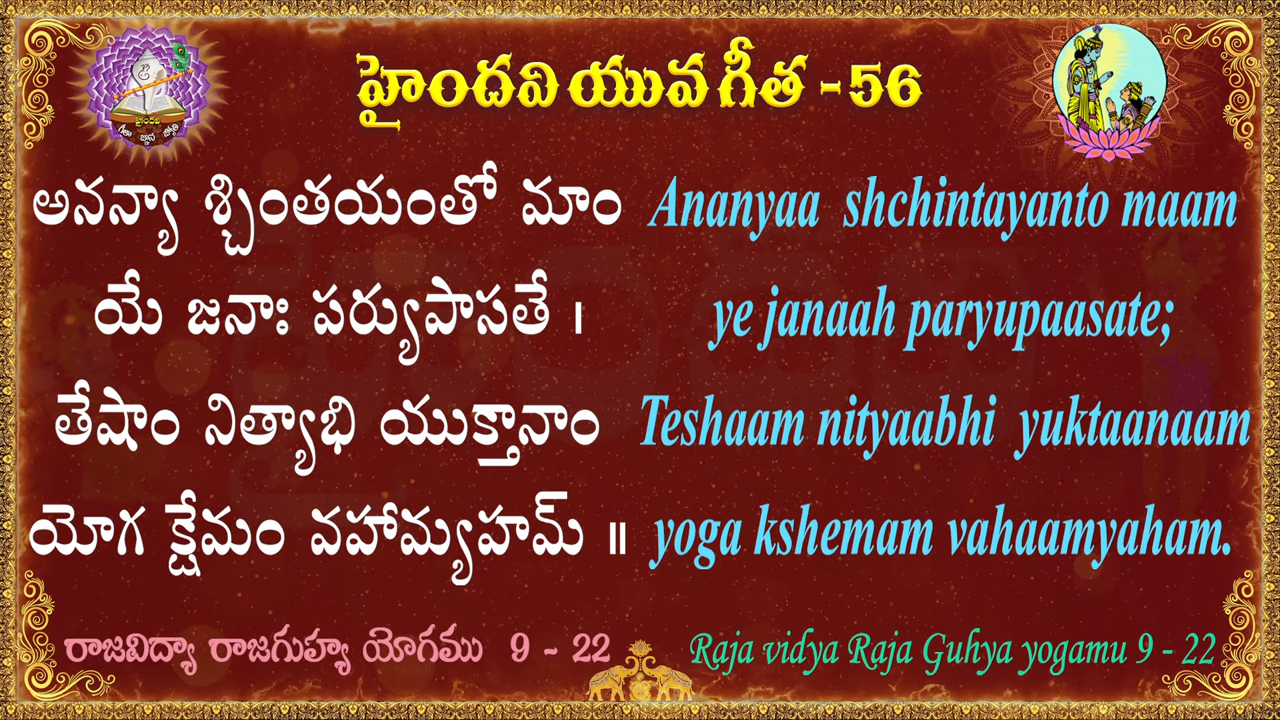 హైందవి యువ గీత - 56
అనన్యా శ్చింతయంతో మాం
యే జనాః పర్యుపాసతే ।
తేషాం నిత్యాభి యుక్తానాం
యోగ క్షేమం వహామ్యహమ్ ॥
Ananyaa shchintayanto maam
ye janaah paryupaasate;
Teshaam nityaabhi yuktaanaam
yoga kshemam vahaamyaham.
రాజవిద్యా రాజగుహ్య యోగము 9 - 22
Raja vidya Raja Guhya yogamu 9 - 22
హైందవి
గీతా జ్ఞాన జ్యోతి